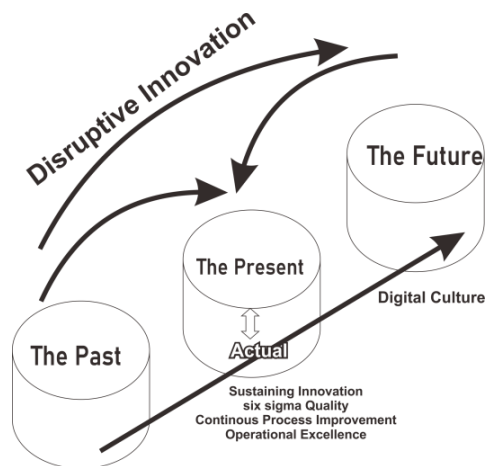 Disruptive Innovation
The Future
The Present
Digital Culture
Actual
The Past
Sustaining Innovation
six sigma Quality
Continous Process Improvement
Operational Excellence